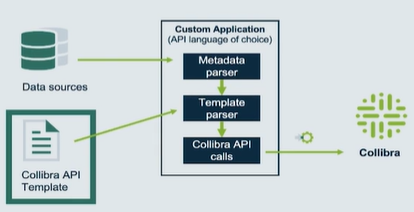 Custom Application
(API language of choice)
Metadata
parser
Data sources
Template
parser
Collibra API
Template
Collibra API
calls
Collibra